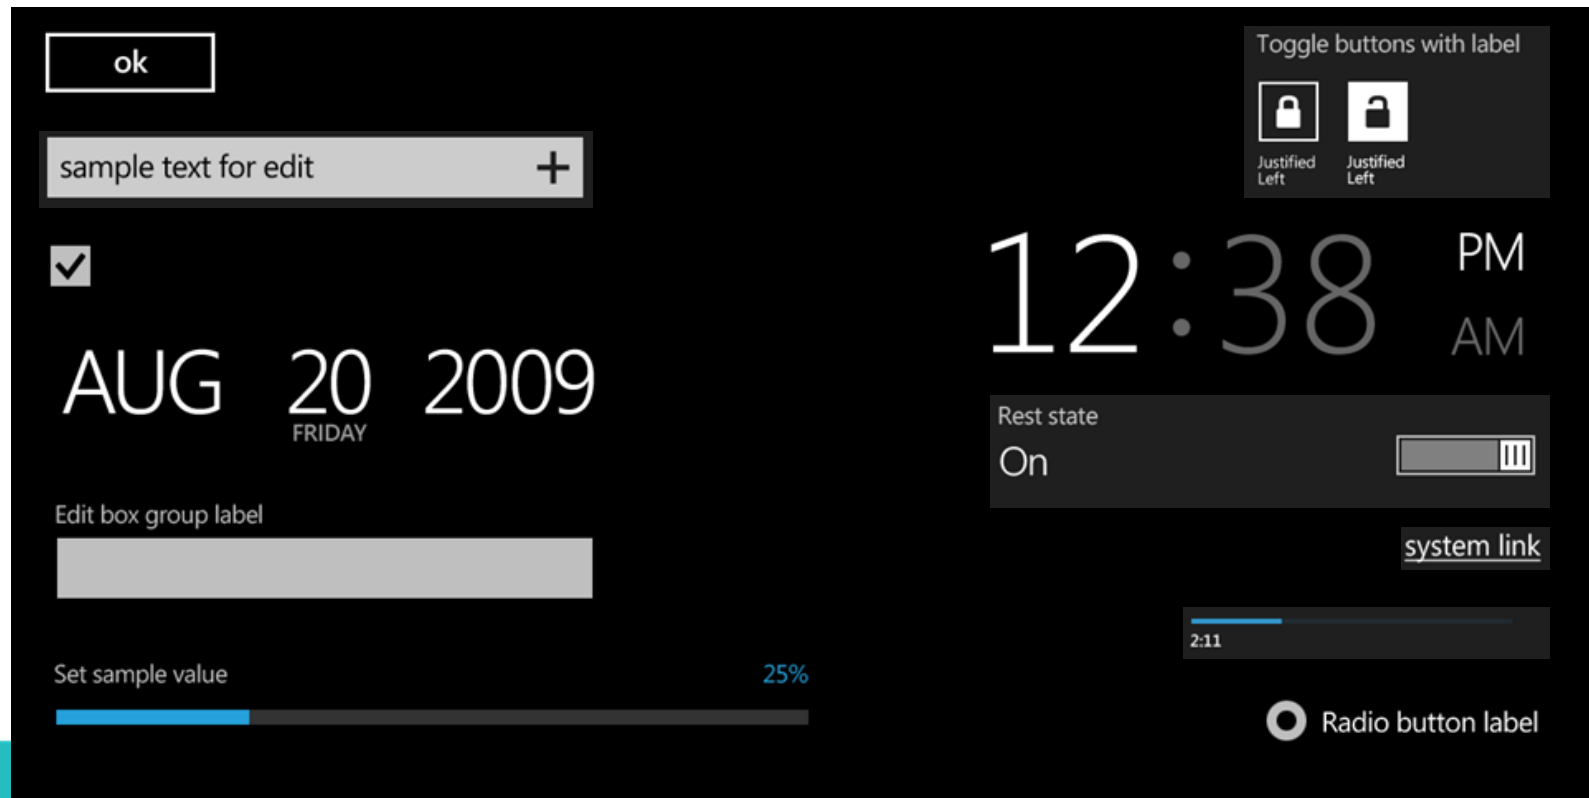 ok
sample text for edit
AUG 20 2009
FRIDAY
Edit box group label
Set sample value 25%
Toggle buttons with label
Justified Left
Justified Left
12:38 PM
AM
Rest state
On
system link
2:11
Radio button label